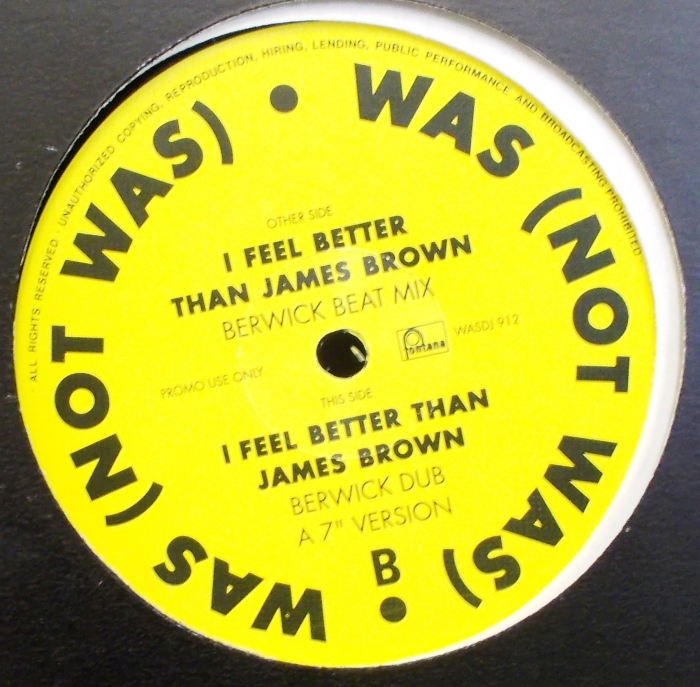 ALL RIGHTS RESERVED · UNAUTHORIZED COPYING, REPRODUCTION, HIRING, LENDING, PUBLIC PERFORMANCE AND BROADCASTING PROHIBITED
WAS (NOT WAS) • WAS (NOT WAS) •
OTHER SIDE
I FEEL BETTER
THAN JAMES BROWN
BERWICK BEAT MIX
fontana
WASDJ 912
PROMO USE ONLY
THIS SIDE
I FEEL BETTER THAN
JAMES BROWN
BERWICK DUB
A 7" VERSION
B